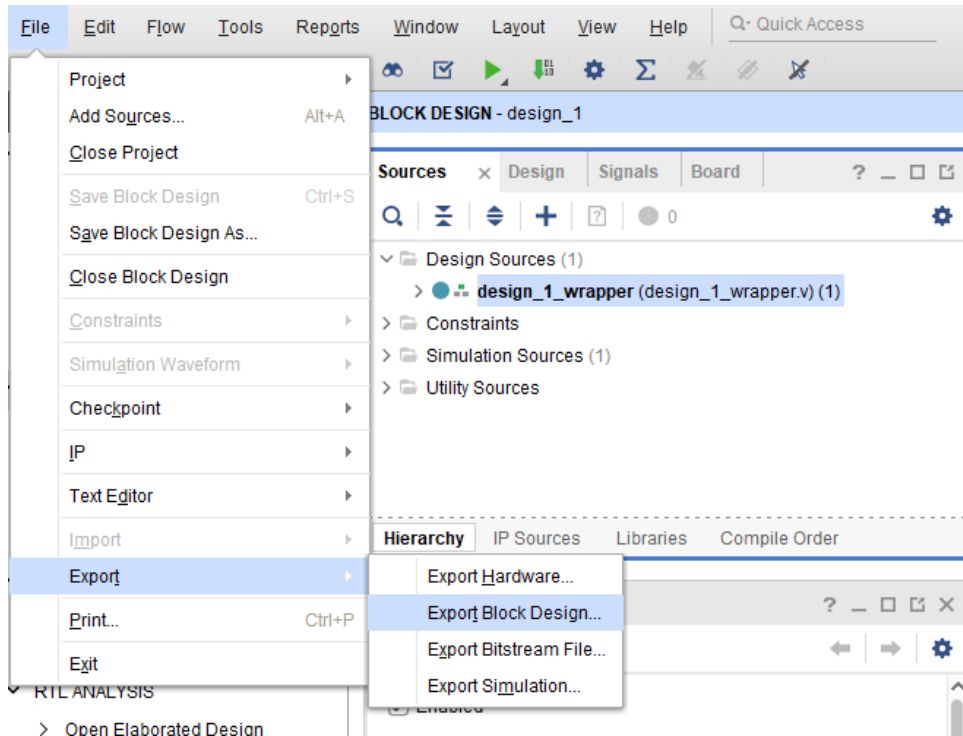 File Edit Flow Tools Reports Window Layout View Help Quick Access
Project
Add Sources... Alt+A
Close Project
Save Block Design Ctrl+S
Save Block Design As...
Close Block Design
Constraints
Simulation Waveform
Checkpoint
IP
Text Editor
Import
Export
Print... Ctrl+P
Exit
BLOCK DESIGN - design_1
Sources Design Signals Board
0
Design Sources (1)
design_1_wrapper (design_1_wrapper.v) (1)
Constraints
Simulation Sources (1)
Utility Sources
Hierarchy IP Sources Libraries Compile Order
Export Hardware...
Export Block Design...
Export Bitstream File...
Export Simulation...
Enabled
RTL ANALYSIS
Open Elaborated Design